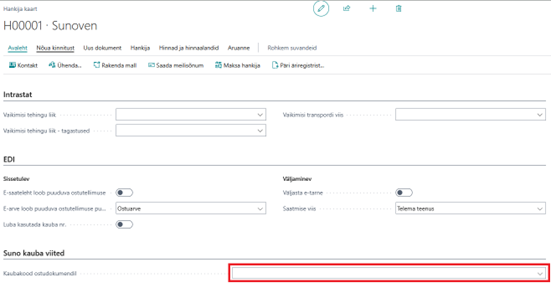 Hankija kaart
H00001 · Sunoven
Avaleht Nõua kinnitust Uus dokument Hankija Hinnad ja hinnaalandid Aruanne Rohkem suvandeid
Kontakt Ühenda... Rakenda mall Saada meilisõnum Maksa hankija Päri äriregistrist...
Intrastat
Vaikimisi tehingu liik Vaikimisi transpordi viis
Vaikimisi tehingu liik - tagastused
EDI
Sissetulev Väljaminev
E-saateleht loob puuduva ostutellimuse Väljasta e-tarne
E-arve loob puuduva ostutellimuse pu... Ostuarve Saatmise viis Telema teenus
Luba kasutada kauba nr.
Suno kauba viited
Kaubakood ostudokumendil